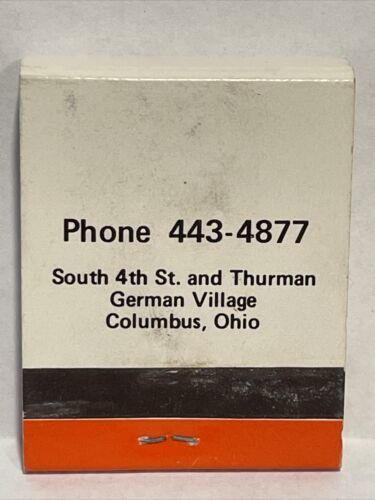 Phone 443-4877
South 4th St. and Thurman
German Village
Columbus, Ohio